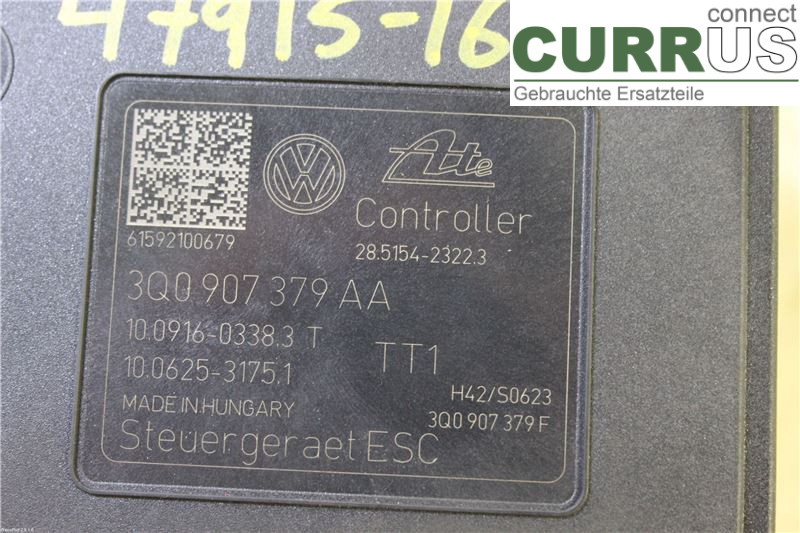 47915-16
connect
CURRUS
Gebrauchte Ersatzteile
Ate
61592100679
Controller
28.5154-2322.3
3Q0 907 379 AA
10.0916-0338.3 T
TT1
10.0625-3175.1
H42/S0623
MADE IN HUNGARY
3Q0 907 379 F
Steuergeraet ESC